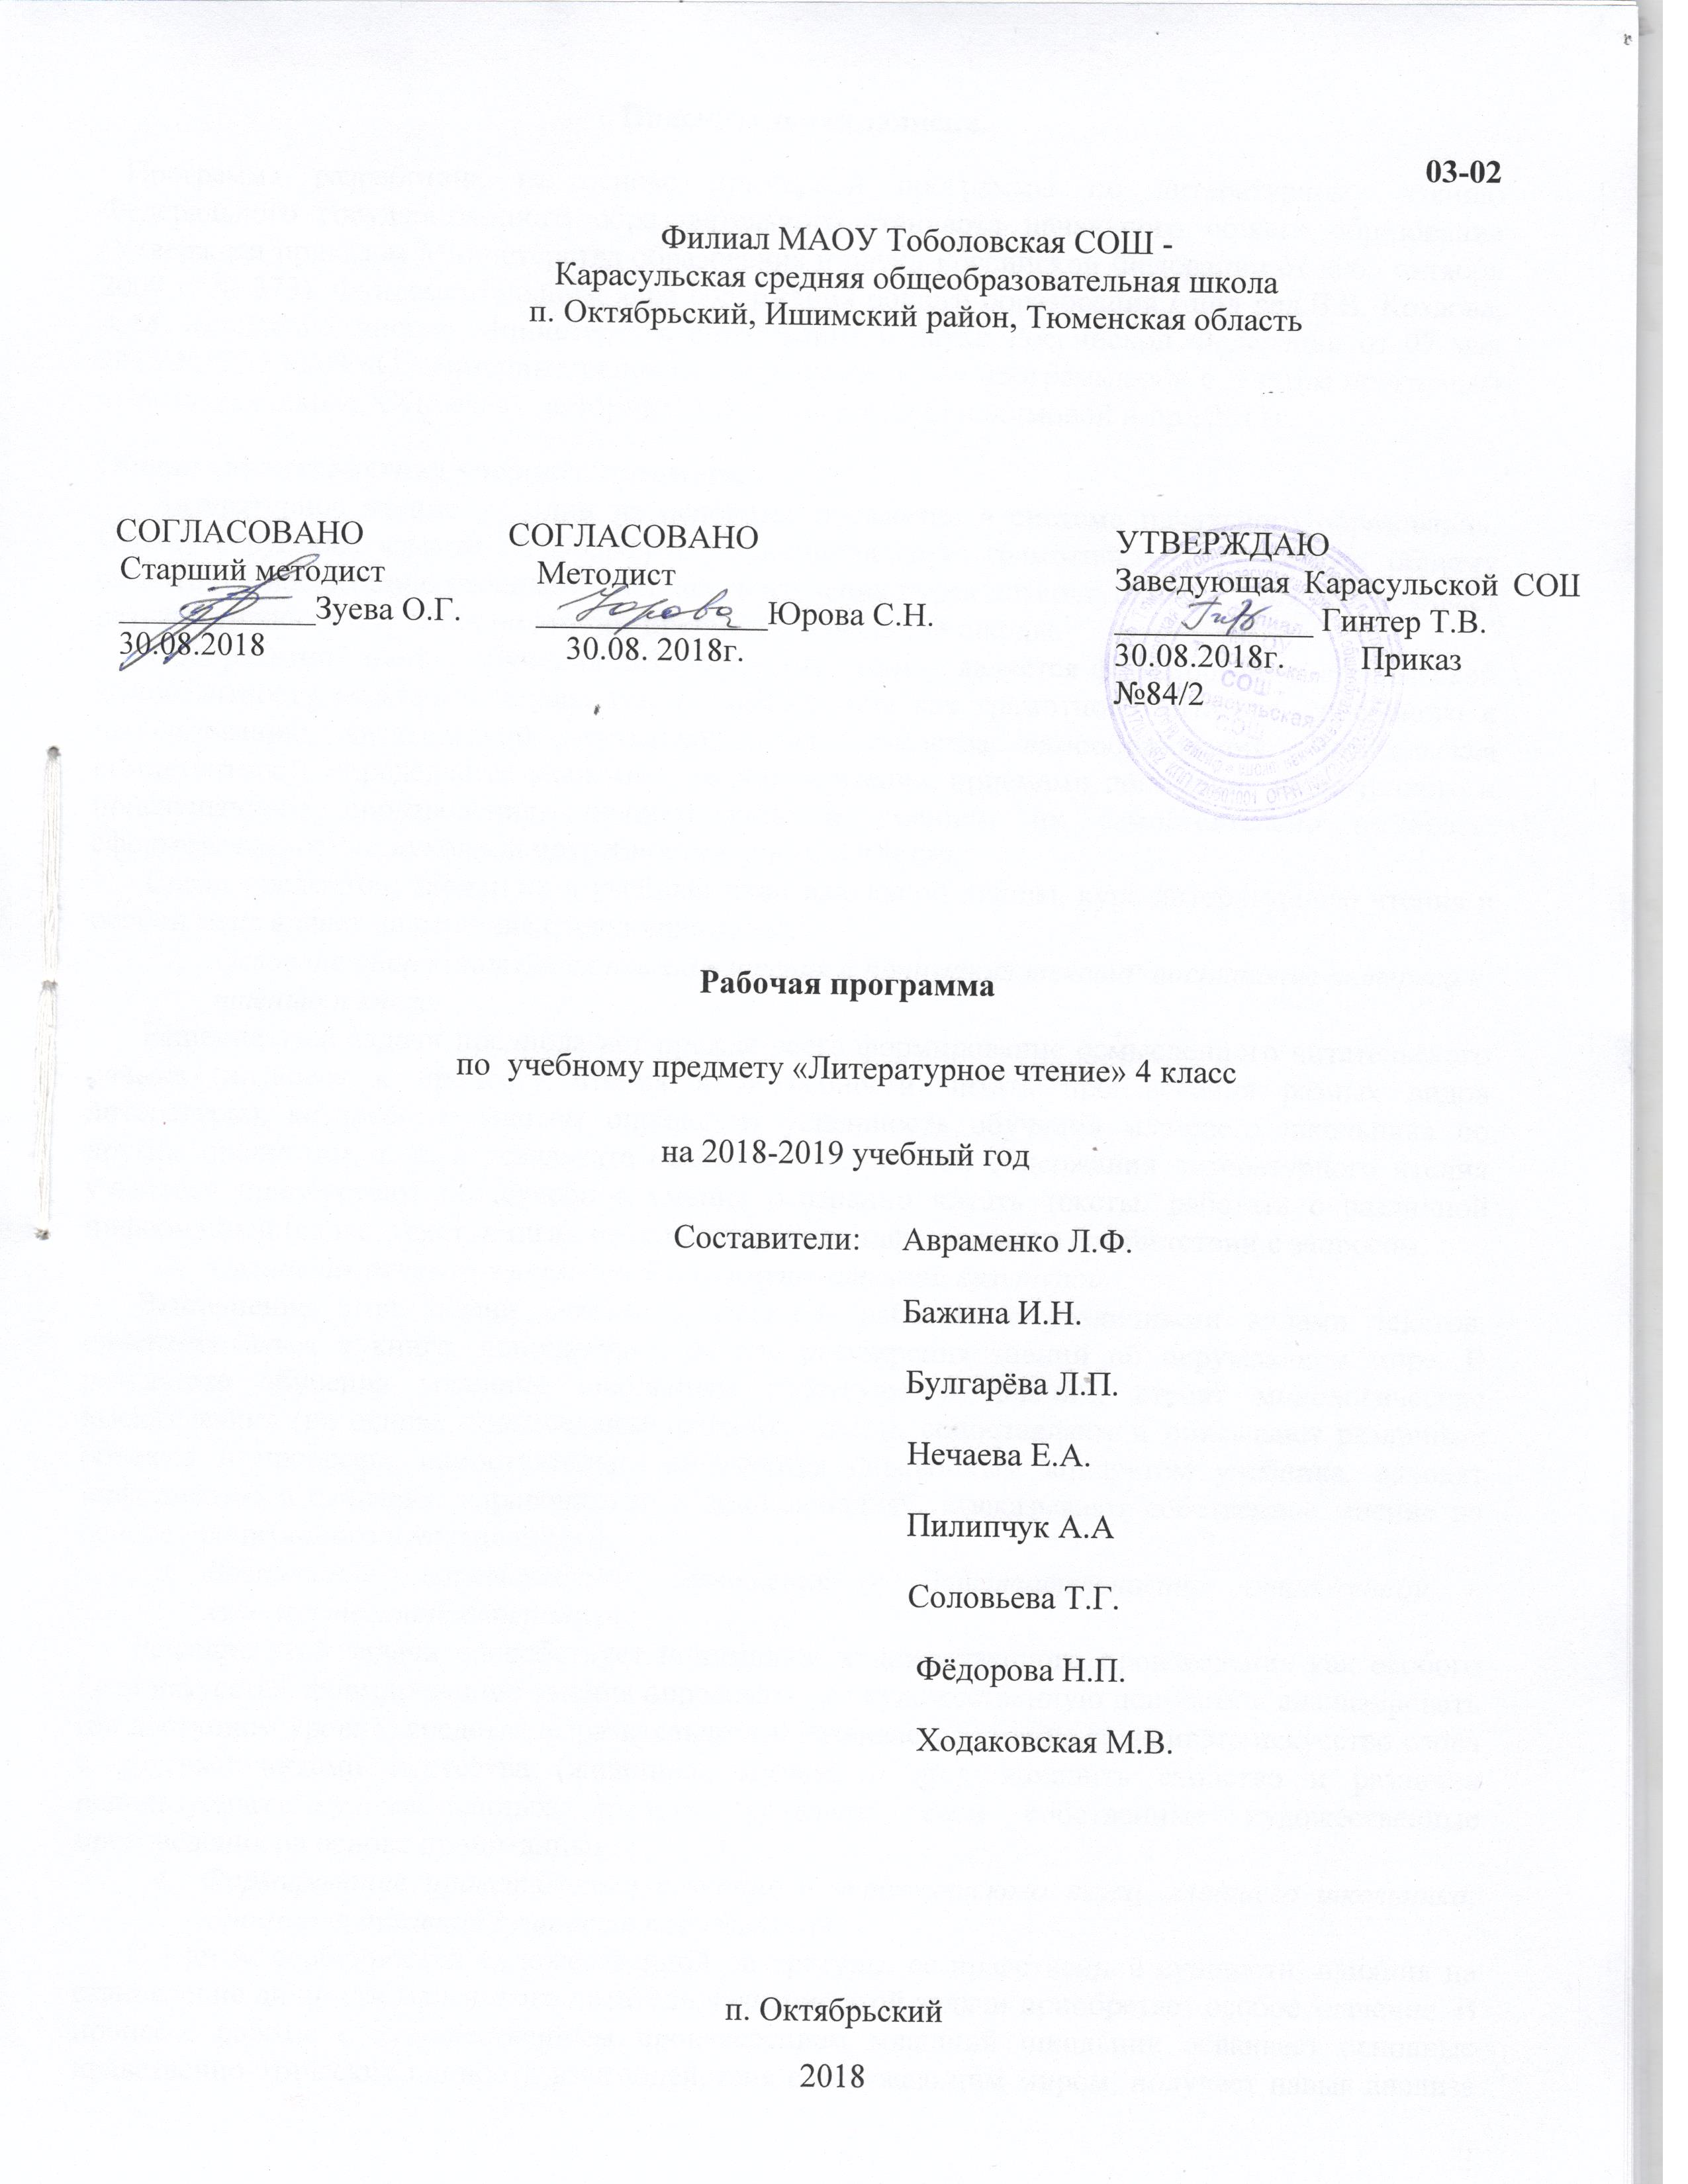 03-02
Филиал МАОУ Тоболовская СОШ -
Карасульская средняя общеобразовательная школа
п. Октябрьский, Ишимский район, Тюменская область
СОГЛАСОВАНО
Старший методист
Зуева О.Г.
30.08.2018
СОГЛАСОВАНО
Методист
Юрова Юрова С.Н.
30.08. 2018г.
УТВЕРЖДАЮ
Заведующая Карасульской СОШ
Гинтер Т.В.
30.08.2018г. Приказ
№84/2
СОШ -
Рабочая программа
по учебному предмету «Литературное чтение» 4 класс
на 2018-2019 учебный год
Составители: Авраменко Л.Ф.
Бажина И.Н.
Булгарёва Л.П.
Нечаева Е.А.
Пилипчук А.А
Соловьева Т.Г.
Фёдорова Н.П.
Ходаковская М.В.
п. Октябрьский
2018